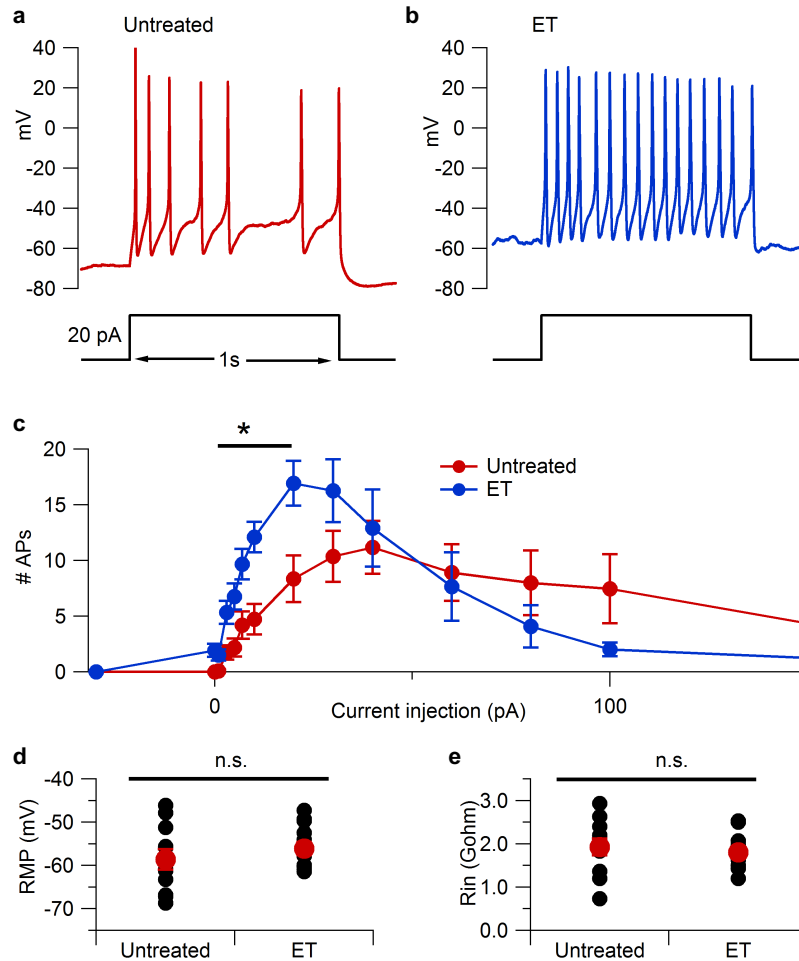 a Untreated
b ET
40
20
0
-20
-40
-60
-80
mV
40
20
0
-20
-40
-60
-80
mV
20 pA
1s
c
*
20
15
10
5
0
# APs
Untreated
ET
0 100
Current injection (pA)
d
n.s.
-40
-50
-60
-70
RMP (mV)
Untreated ET
e
n.s.
3.0
2.0
1.0
0.0
Rin (Gohm)
Untreated ET